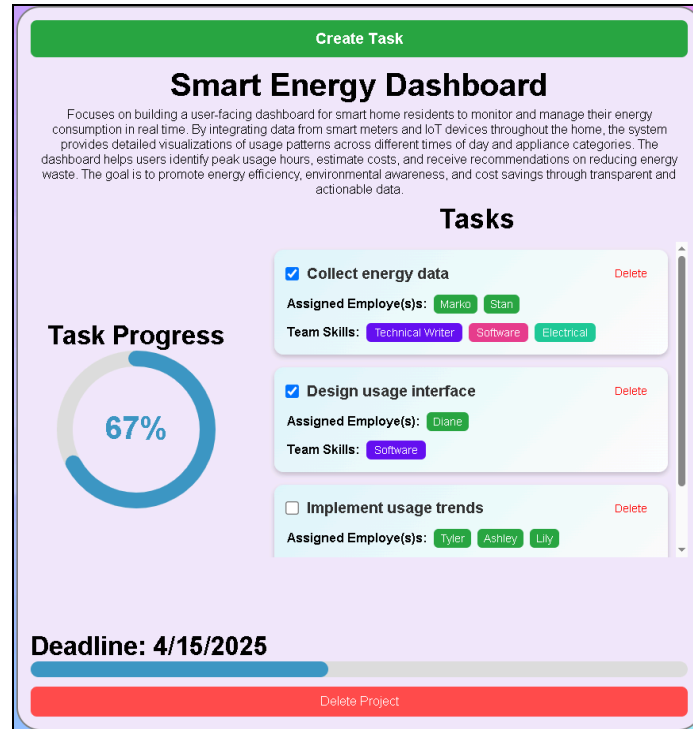 Create Task
Smart Energy Dashboard
Focuses on building a user-facing dashboard for smart home residents to monitor and manage their energy
consumption in real time. By integrating data from smart meters and IoT devices throughout the home, the system
provides detailed visualizations of usage patterns across different times of day and appliance categories. The
dashboard helps users identify peak usage hours, estimate costs, and receive recommendations on reducing energy
waste. The goal is to promote energy efficiency, environmental awareness, and cost savings through transparent and
actionable data.
Tasks
Collect energy data Delete
Assigned Employe(s)s: Marko Stan
Team Skills: Technical Writer Software Electrical
Task Progress
67%
Design usage interface Delete
Assigned Employe(s): Diane
Team Skills: Software
Implement usage trends Delete
Assigned Employe(s)s: Tyler Ashley Lily
Deadline: 4/15/2025
Delete Project